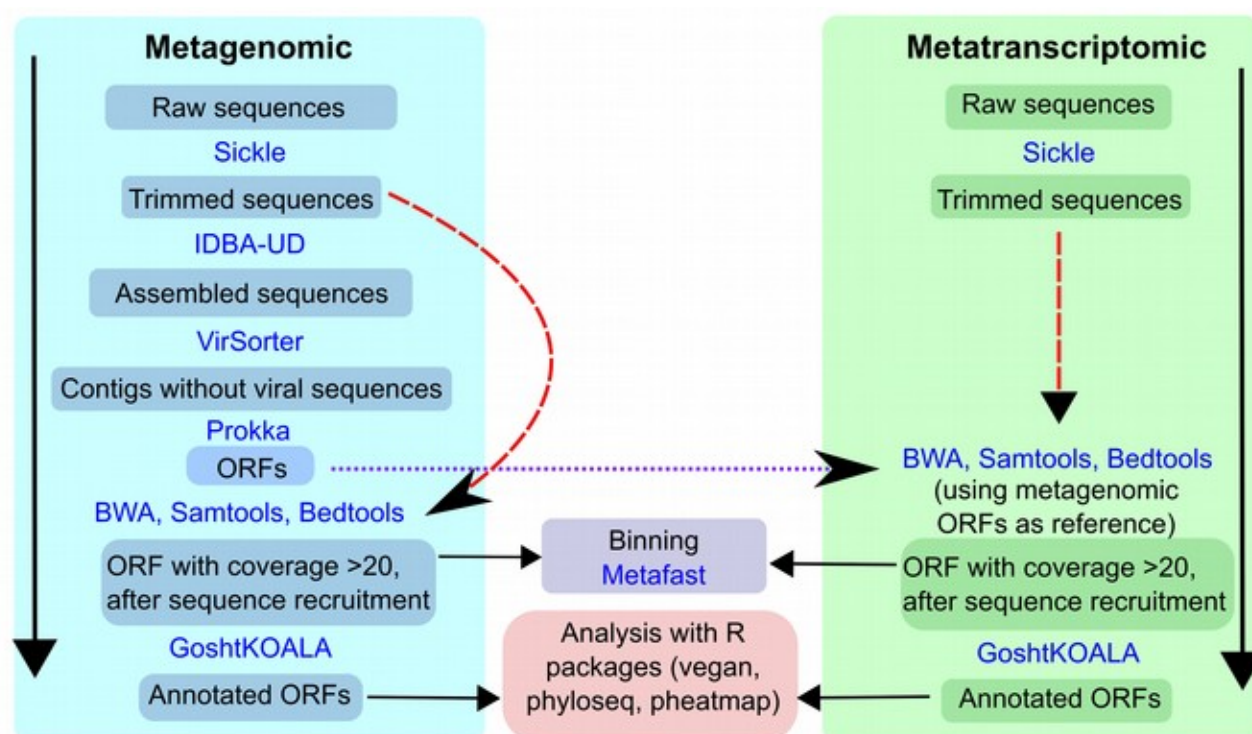 Metagenomic
Raw sequences
Sickle
Trimmed sequences
IDBA-UD
Assembled sequences
VirSorter
Contigs without viral sequences
Prokka
ORFs
BWA, Samtools, Bedtools
ORF with coverage >20,
after sequence recruitment
GoshtKOALA
Annotated ORFs
Binning
Metafast
Analysis with R
packages (vegan,
phyloseq, pheatmap)
Metatranscriptomic
Raw sequences
Sickle
Trimmed sequences
BWA, Samtools, Bedtools
(using metagenomic
ORFs as reference)
ORF with coverage >20,
after sequence recruitment
GoshtKOALA
Annotated ORFs